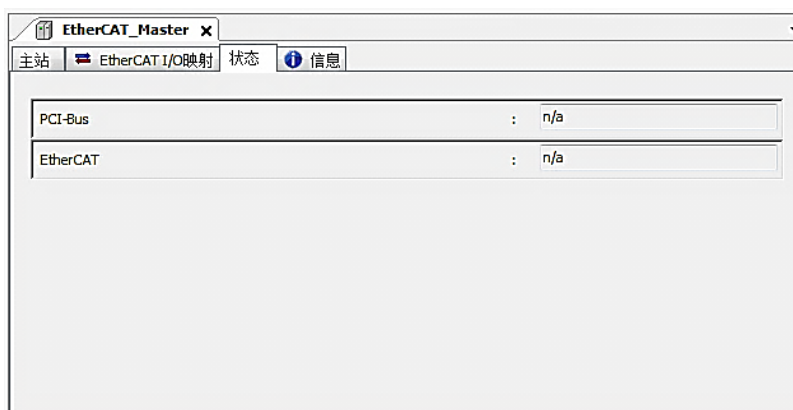 EtherCAT_Master
主站 EtherCAT I/O映射 状态 信息
PCI-Bus : n/a
EtherCAT : n/a